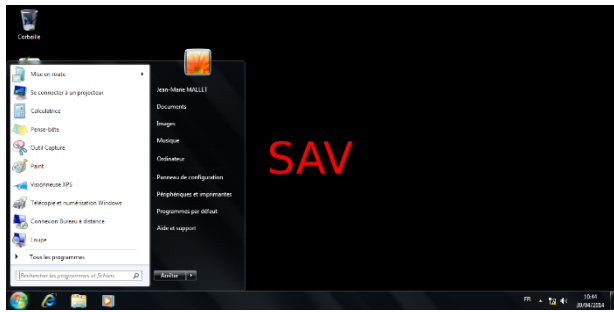 Corbeille
Mise en route
Se connecter à un projecteur
Calculatrice
Pense-bête
Outil Capture
Paint
Visionneuse XPS
Télécopie et numérisation Windows
Connexion Bureau à distance
Loupe
Tous les programmes
Rechercher les programmes et fichiers
Jean-Marie MALLET
Documents
Images
Musique
Ordinateur
Panneau de configuration
Périphériques et imprimantes
Programmes par défaut
Aide et support
Arrêter
SAV
FR
10:44
30/04/2014